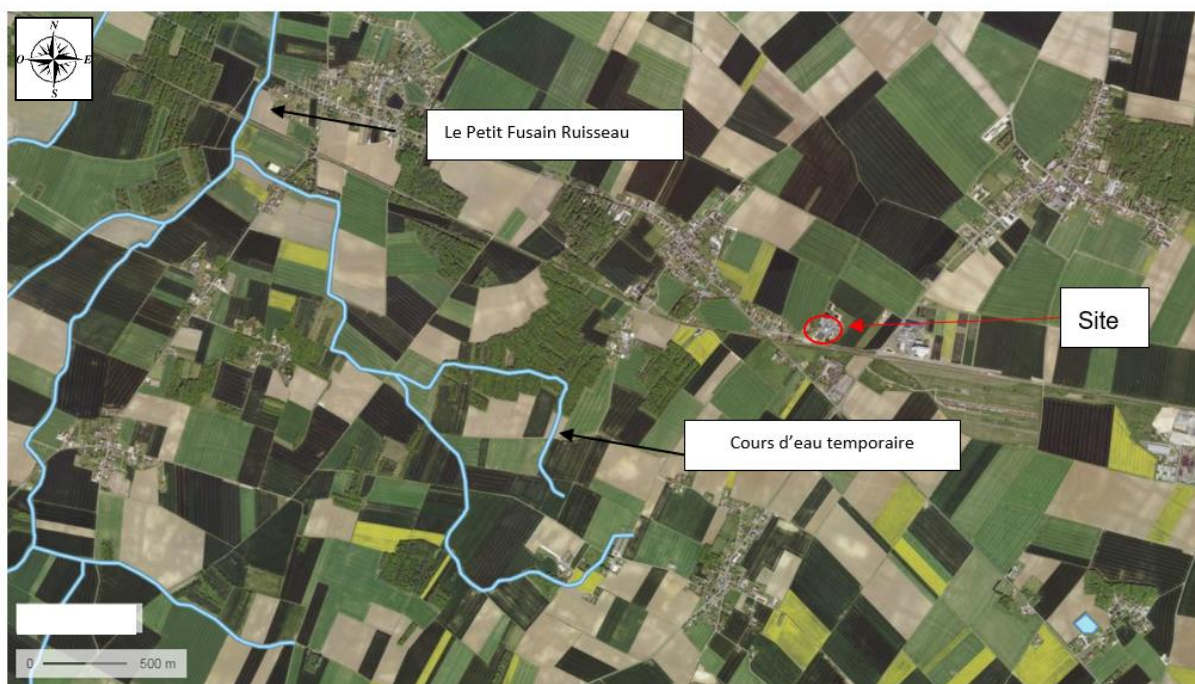 N
O E
S
Le Petit Fusain Ruisseau
Site
Cours d'eau temporaire
0 500 m